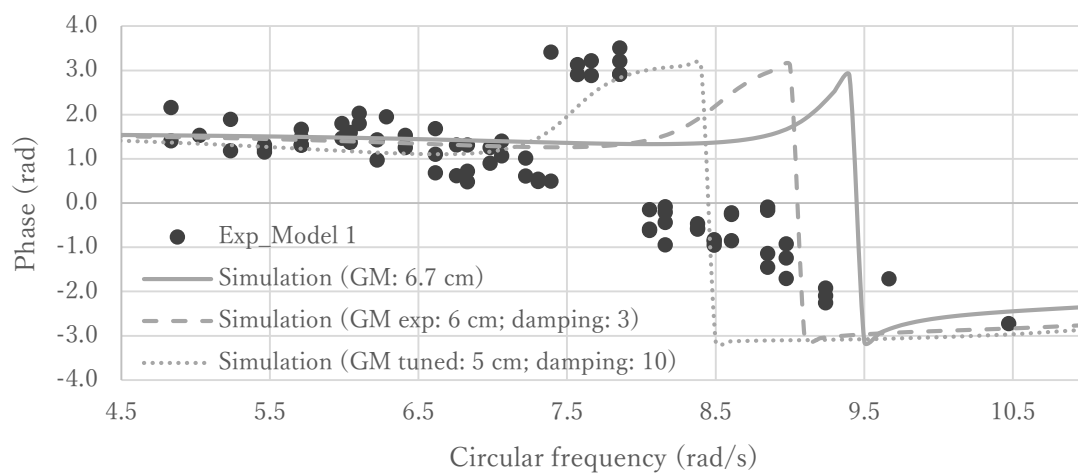 4.0
3.0
2.0
1.0
0.0
-1.0
-2.0
-3.0
-4.0
Phase (rad)
Exp_Model 1
Simulation (GM: 6.7 cm)
Simulation (GM exp: 6 cm; damping: 3)
Simulation (GM tuned: 5 cm; damping: 10)
4.5 5.5 6.5 7.5 8.5 9.5 10.5
Circular frequency (rad/s)